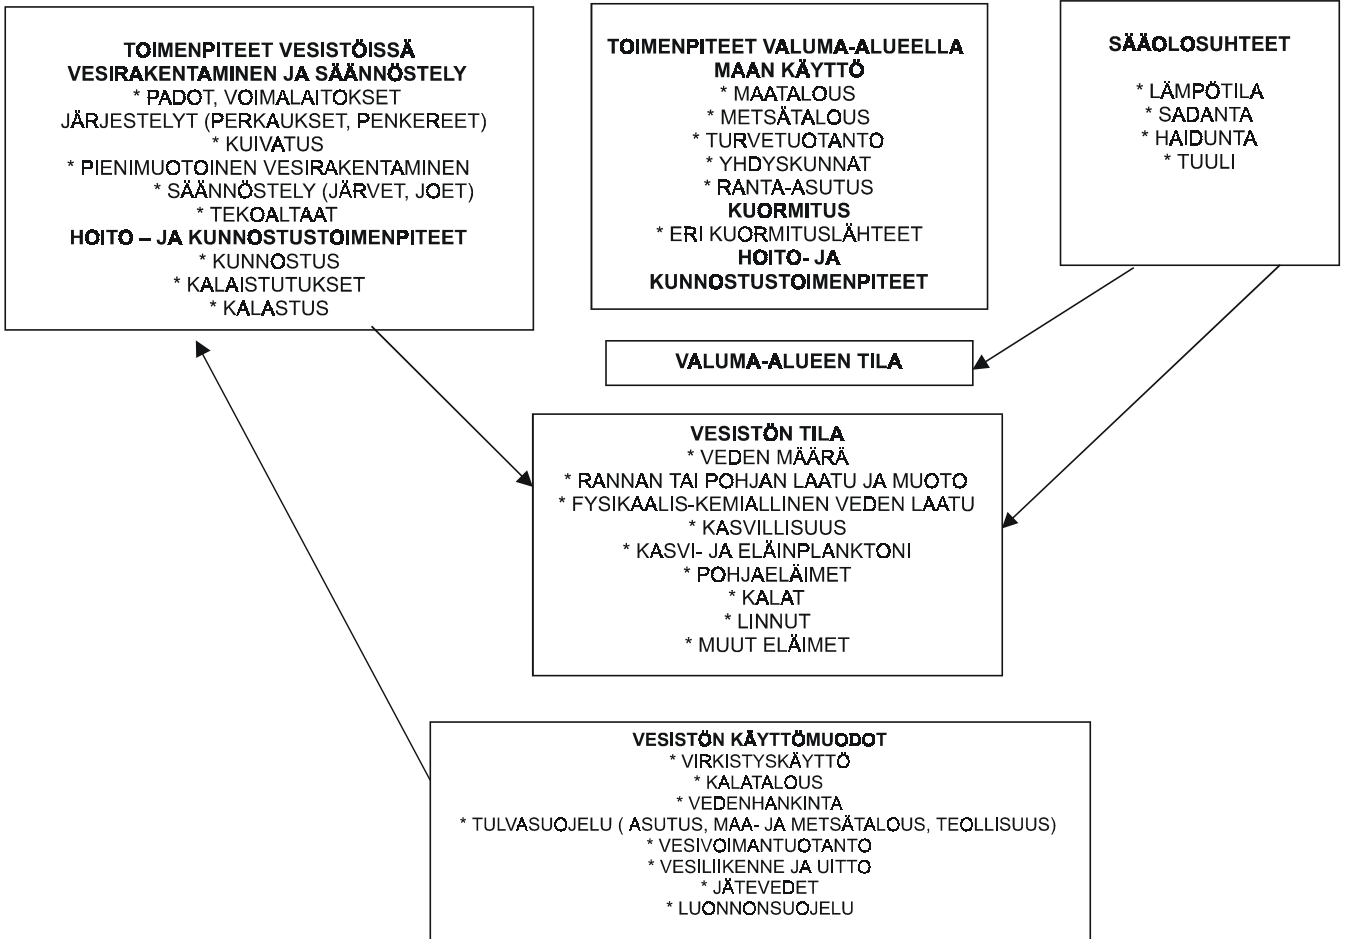 TOIMENPITEET VESISTÖISSÄ
VESIRAKENTAMINEN JA SÄÄNNÖSTELY
* PADOT, VOIMALAITOKSET
JÄRJESTELYT (PERKAUKSET, PENKEREET)
* KUIVATUS
* PIENIMUOTOINEN VESIRAKENTAMINEN
* SÄÄNNÖSTELY (JÄRVET, JOET)
* TEKOALTAAT
HOITO – JA KUNNOSTUSTOIMENPITEET
* KUNNOSTUS
* KALAISTUTUKSET
* KALASTUS
TOIMENPITEET VALUMA-ALUEELLA
MAAN KÄYTTÖ
* MAATALOUS
* METSÄTALOUS
* TURVETUOTANTO
* YHDYSKUNNAT
* RANTA-ASUTUS
KUORMITUS
* ERI KUORMITUSLÄHTEET
HOITO- JA
KUNNOSTUSTOIMENPITEET
SÄÄOLOSUHTEET
* LÄMPÖTILA
* SADANTA
* HAIDUNTA
* TUULI
VALUMA-ALUEEN TILA
VESISTÖN TILA
* VEDEN MÄÄRÄ
* RANNAN TAI POHJAN LAATU JA MUOTO
* FYSIKAALIS-KEMIALLINEN VEDEN LAATU
* KASVILLISUUS
* KASVI- JA ELÄINPLANKTONI
* POHJAELÄIMET
* KALAT
* LINNUT
* MUUT ELÄIMET
VESISTÖN KÄYTTÖMUODOT
* VIRKISTYSKÄYTTÖ
* KALATALOUS
* VEDENHANKINTA
* TULVASUOJELU ( ASUTUS, MAA- JA METSÄTALOUS, TEOLLISUUS)
* VESIVOIMANTUOTANTO
* VESILIIKENNE JA UITTO
* JÄTEVEDET
* LUONNONSUOJELU